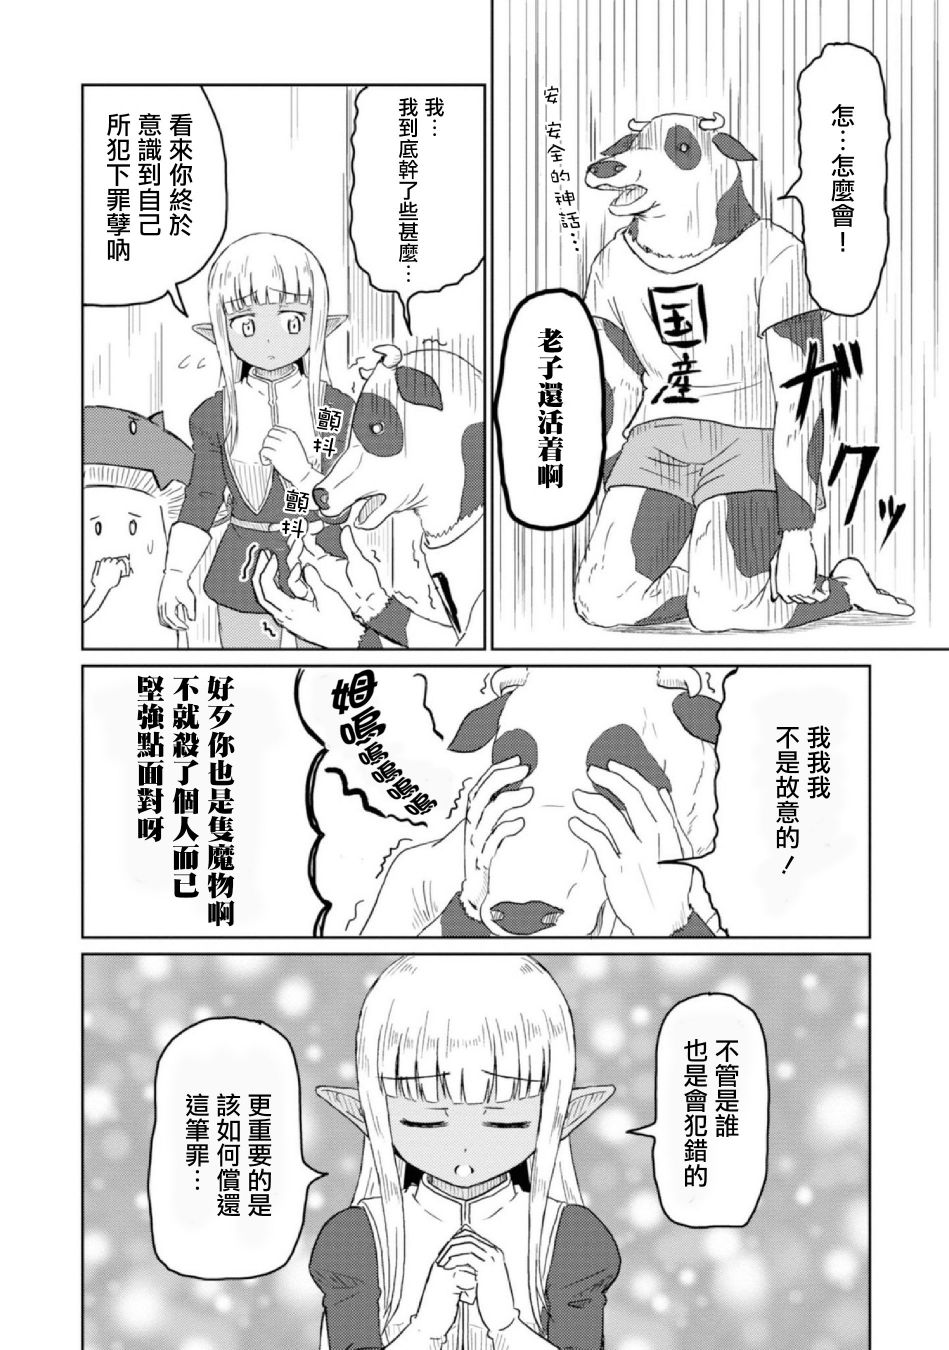 怎…怎麼會！
安 安全的神話…
国産
ガクッ
老子還活着啊
我…
我到底幹了些甚麼…
看來你終於
意識到自己
所犯下罪孽吶
顫抖
顫抖
我我我
不是故意的！
姆嗚嗚嗚嗚嗚
好歹你也是隻魔物啊
不就殺了個人而已
堅強點面對呀
不管是誰
也是會犯錯的
更重要的是
該如何償還
這筆罪…